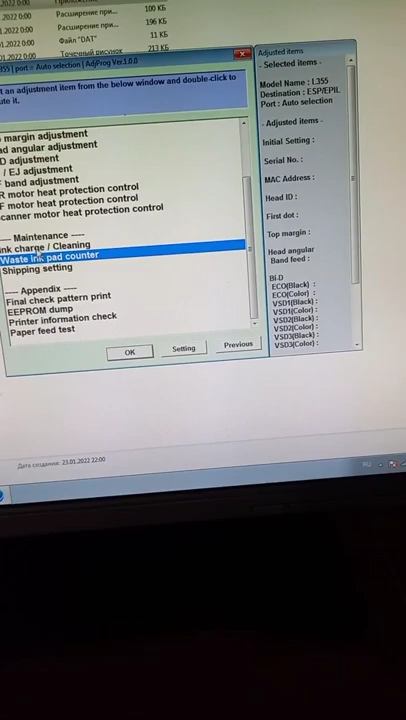 2022 0:00
.2022 0:00 Расширение при... 100 КБ
.01.2022 0:00 Расширение при... 196 КБ
.01.2022 0:00 Файл "DAT" 11 КБ
.01.2022 0:00 Точечный рисунок 213 КБ
355 | port = Auto selection | AdjProg Ver.1.0.0
t an adjustment item from the below window and double-click to
ute it.
margin adjustment
ad angular adjustment
D adjustment
/ EJ adjustment
band adjustment
R motor heat protection control
F motor heat protection control
canner motor heat protection control
---- Maintenance ----
ink charge / Cleaning
Waste ink pad counter
Shipping setting
---- Appendix ----
Final check pattern print
EEPROM dump
Printer information check
Paper feed test
OK
Setting
Previous
Adjusted items
- Selected items -
Model Name : L355
Destination : ESP/EPIL
Port : Auto selection
- Adjusted items -
Initial Setting :
Serial No. :
MAC Address :
Head ID :
First dot :
Top margin :
Head angular
Band feed :
Bi-D
ECO(Black) :
ECO(Color) :
VSD1(Black) :
VSD1(Color) :
VSD2(Black) :
VSD2(Color) :
VSD3(Black) :
VSD3(Color) :
Дата создания: 23.01.2022 22:00
RU